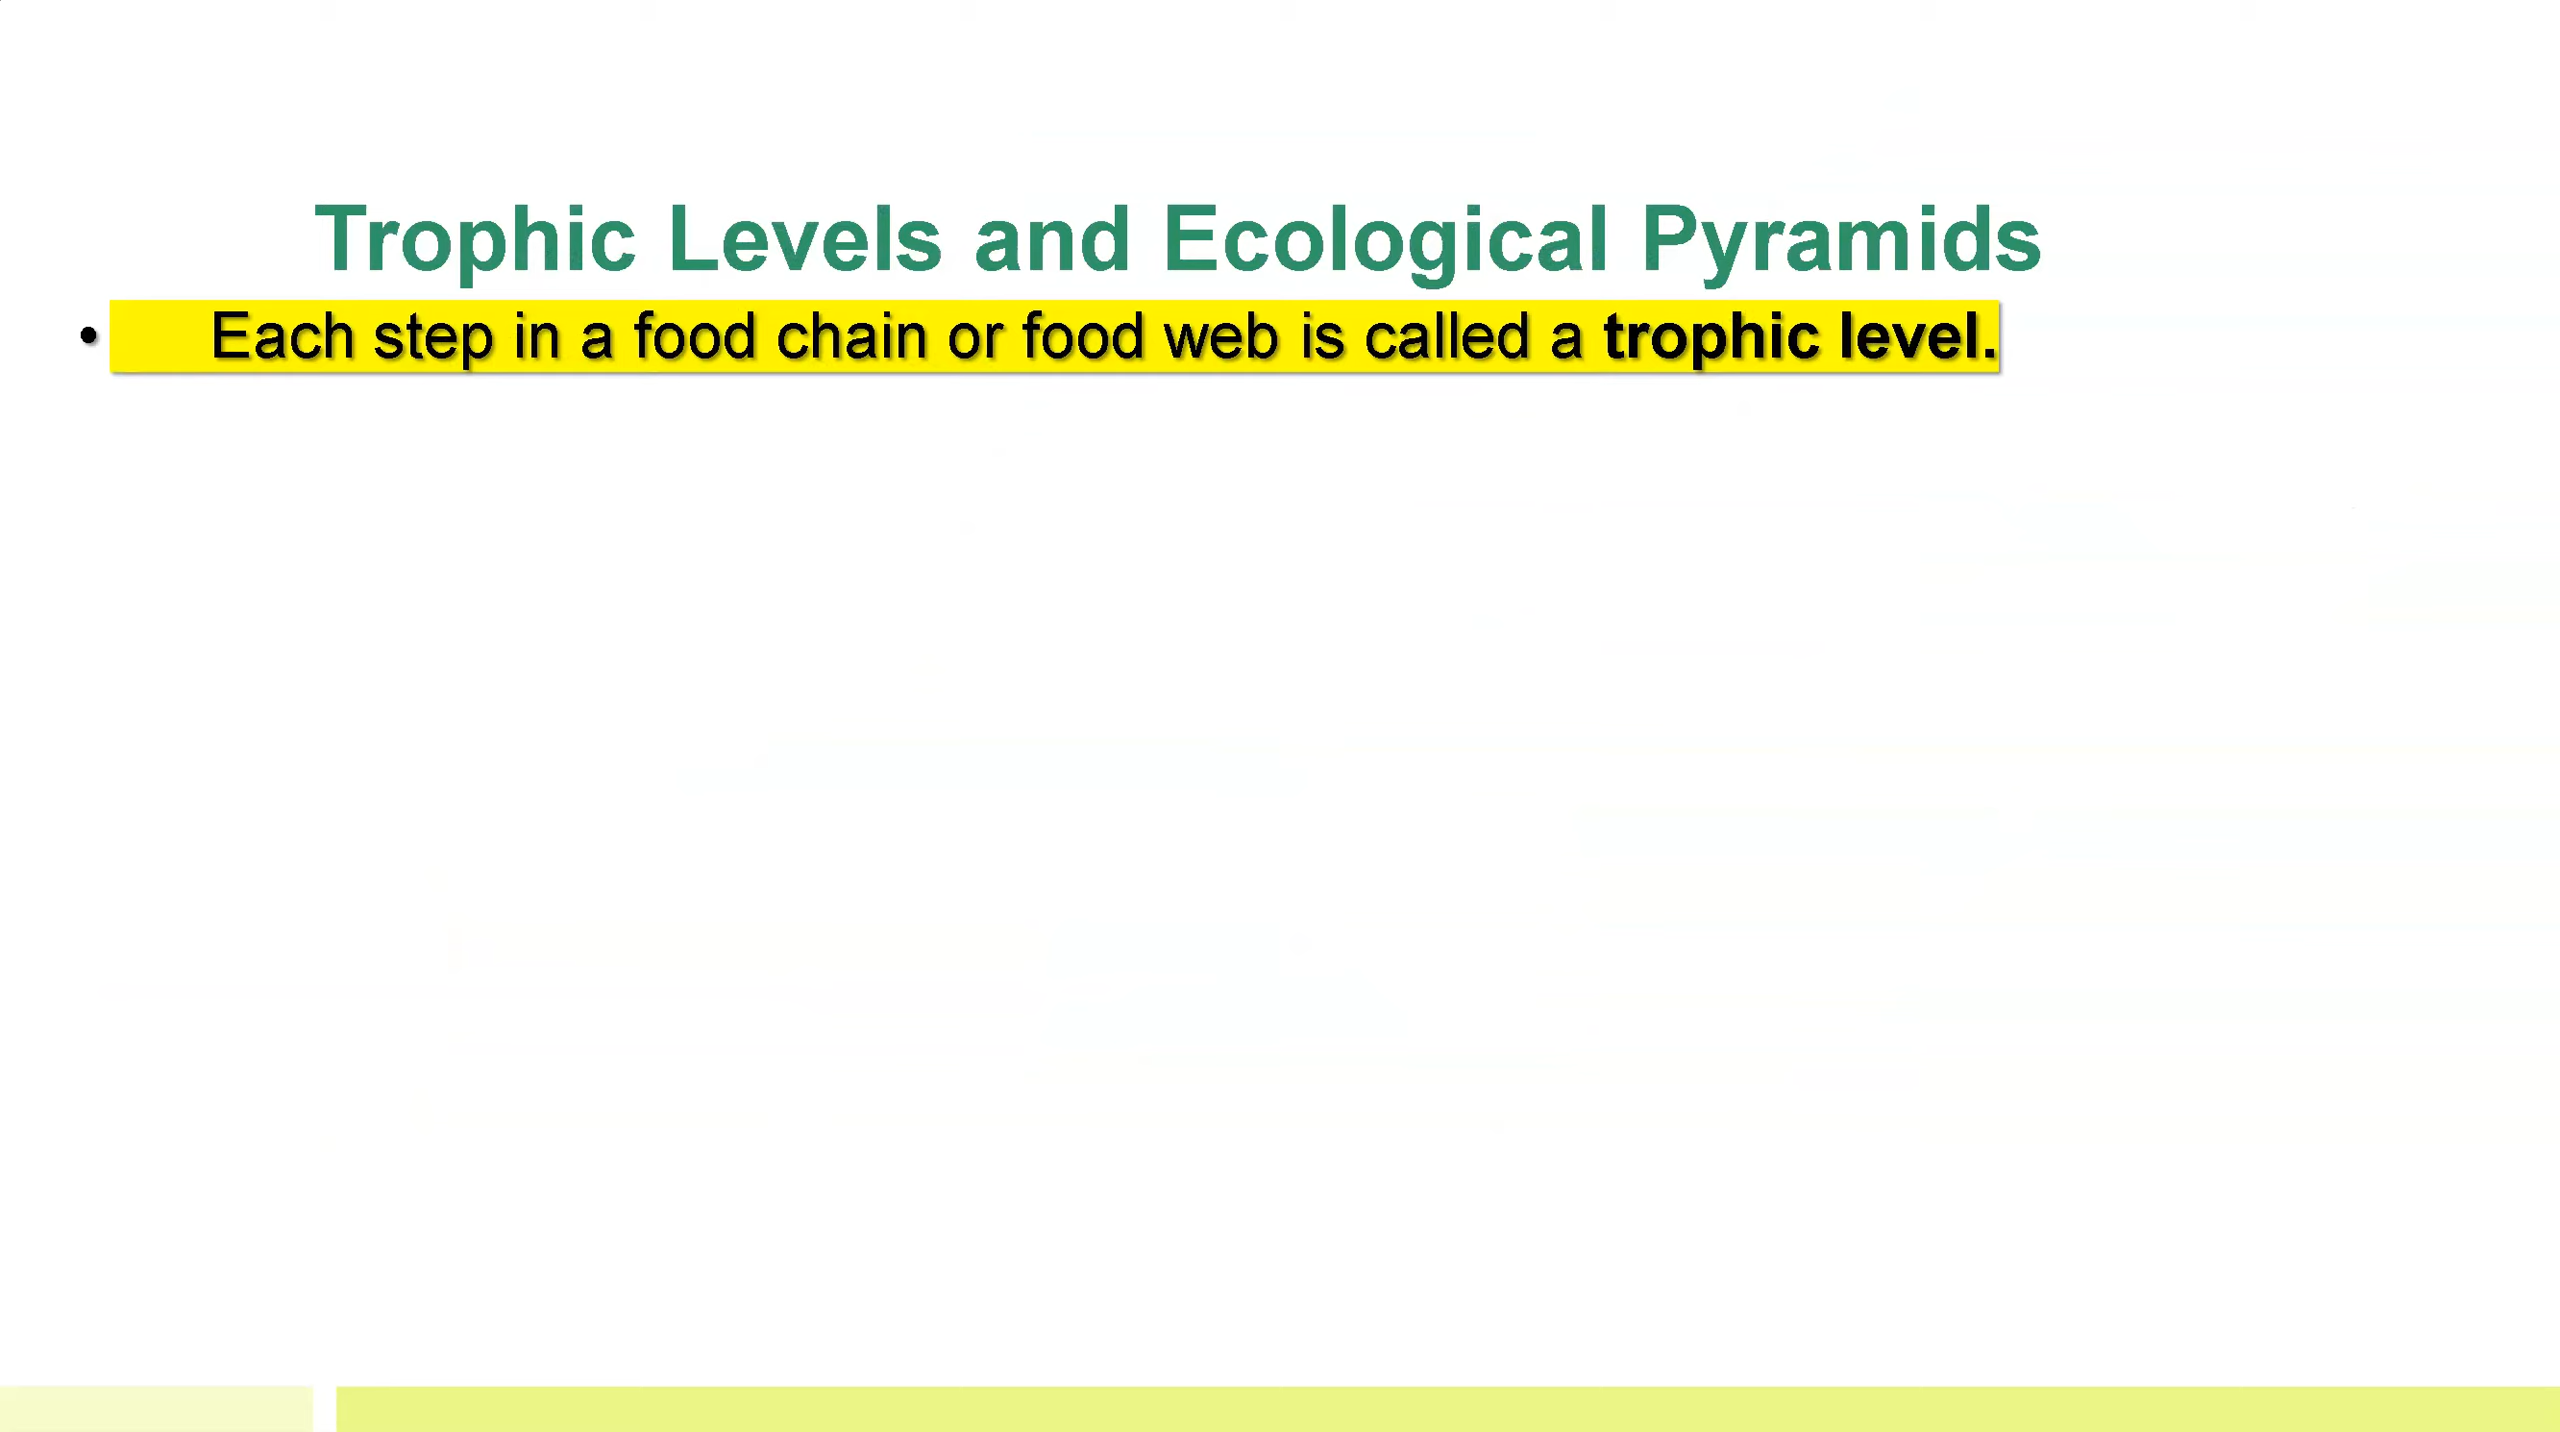 Trophic Levels and Ecological Pyramids
• Each step in a food chain or food web is called a trophic level.